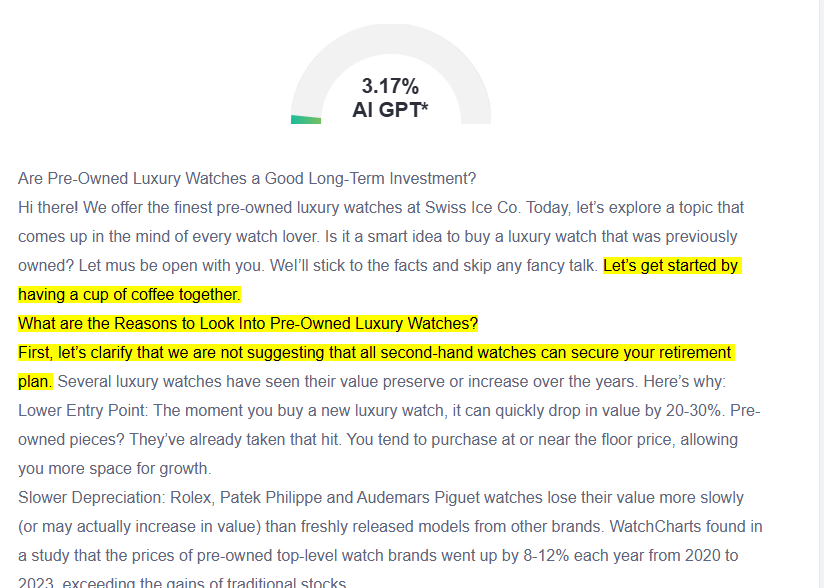 3.17%
AI GPT*
Are Pre-Owned Luxury Watches a Good Long-Term Investment?
Hi there! We offer the finest pre-owned luxury watches at Swiss Ice Co. Today, let’s explore a topic that
comes up in the mind of every watch lover. Is it a smart idea to buy a luxury watch that was previously
owned? Let mus be open with you. Wel’ll stick to the facts and skip any fancy talk. Let’s get started by
having a cup of coffee together.
What are the Reasons to Look Into Pre-Owned Luxury Watches?
First, let’s clarify that we are not suggesting that all second-hand watches can secure your retirement
plan. Several luxury watches have seen their value preserve or increase over the years. Here’s why:
Lower Entry Point: The moment you buy a new luxury watch, it can quickly drop in value by 20-30%. Pre-
owned pieces? They’ve already taken that hit. You tend to purchase at or near the floor price, allowing
you more space for growth.
Slower Depreciation: Rolex, Patek Philippe and Audemars Piguet watches lose their value more slowly
(or may actually increase in value) than freshly released models from other brands. WatchCharts found in
a study that the prices of pre-owned top-level watch brands went up by 8-12% each year from 2020 to
2023, exceeding the gains of traditional stocks.